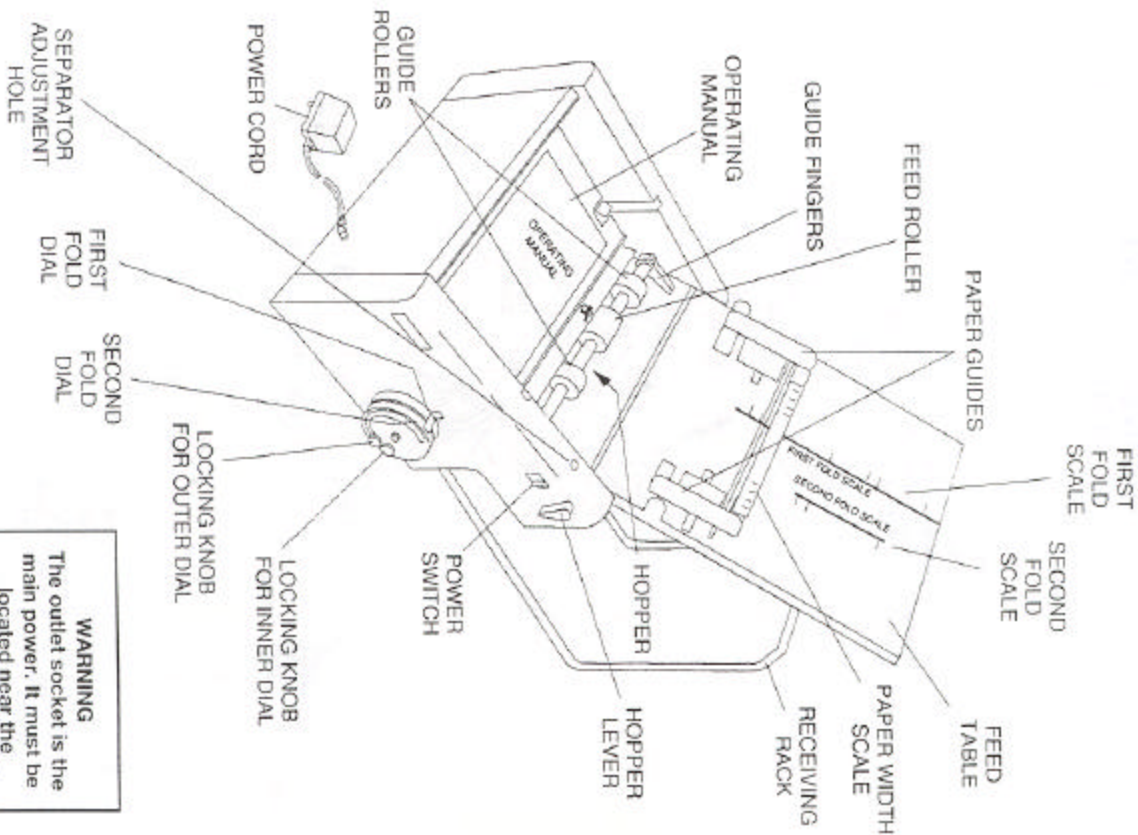 FEED
TABLE
PAPER WIDTH
SCALE
RECEIVING
RACK
FIRST
FOLD
SCALE
SECOND
FOLD
SCALE
PAPER GUIDES
FIRST FOLD SCALE
SECOND FOLD SCALE
FEED ROLLER
GUIDE FINGERS
OPERATING
MANUAL
OPERATING
MANUAL
GUIDE
ROLLERS
HOPPER
HOPPER
LEVER
POWER
SWITCH
LOCKING KNOB
FOR INNER DIAL
LOCKING KNOB
FOR OUTER DIAL
SECOND
FOLD
DIAL
FIRST
FOLD
DIAL
POWER CORD
SEPARATOR
ADJUSTMENT
HOLE
WARNING
The outlet socket is the
main power. It must be
located near the